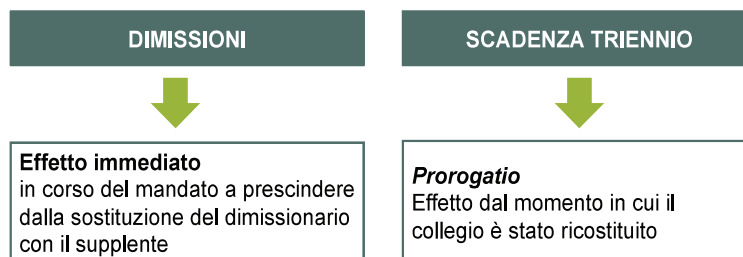 DIMISSIONI
Effetto immediato
in corso del mandato a prescindere
dalla sostituzione del dimissionario
con il supplente
SCADENZA TRIENNIO
Prorogatio
Effetto dal momento in cui il
collegio è stato ricostituito